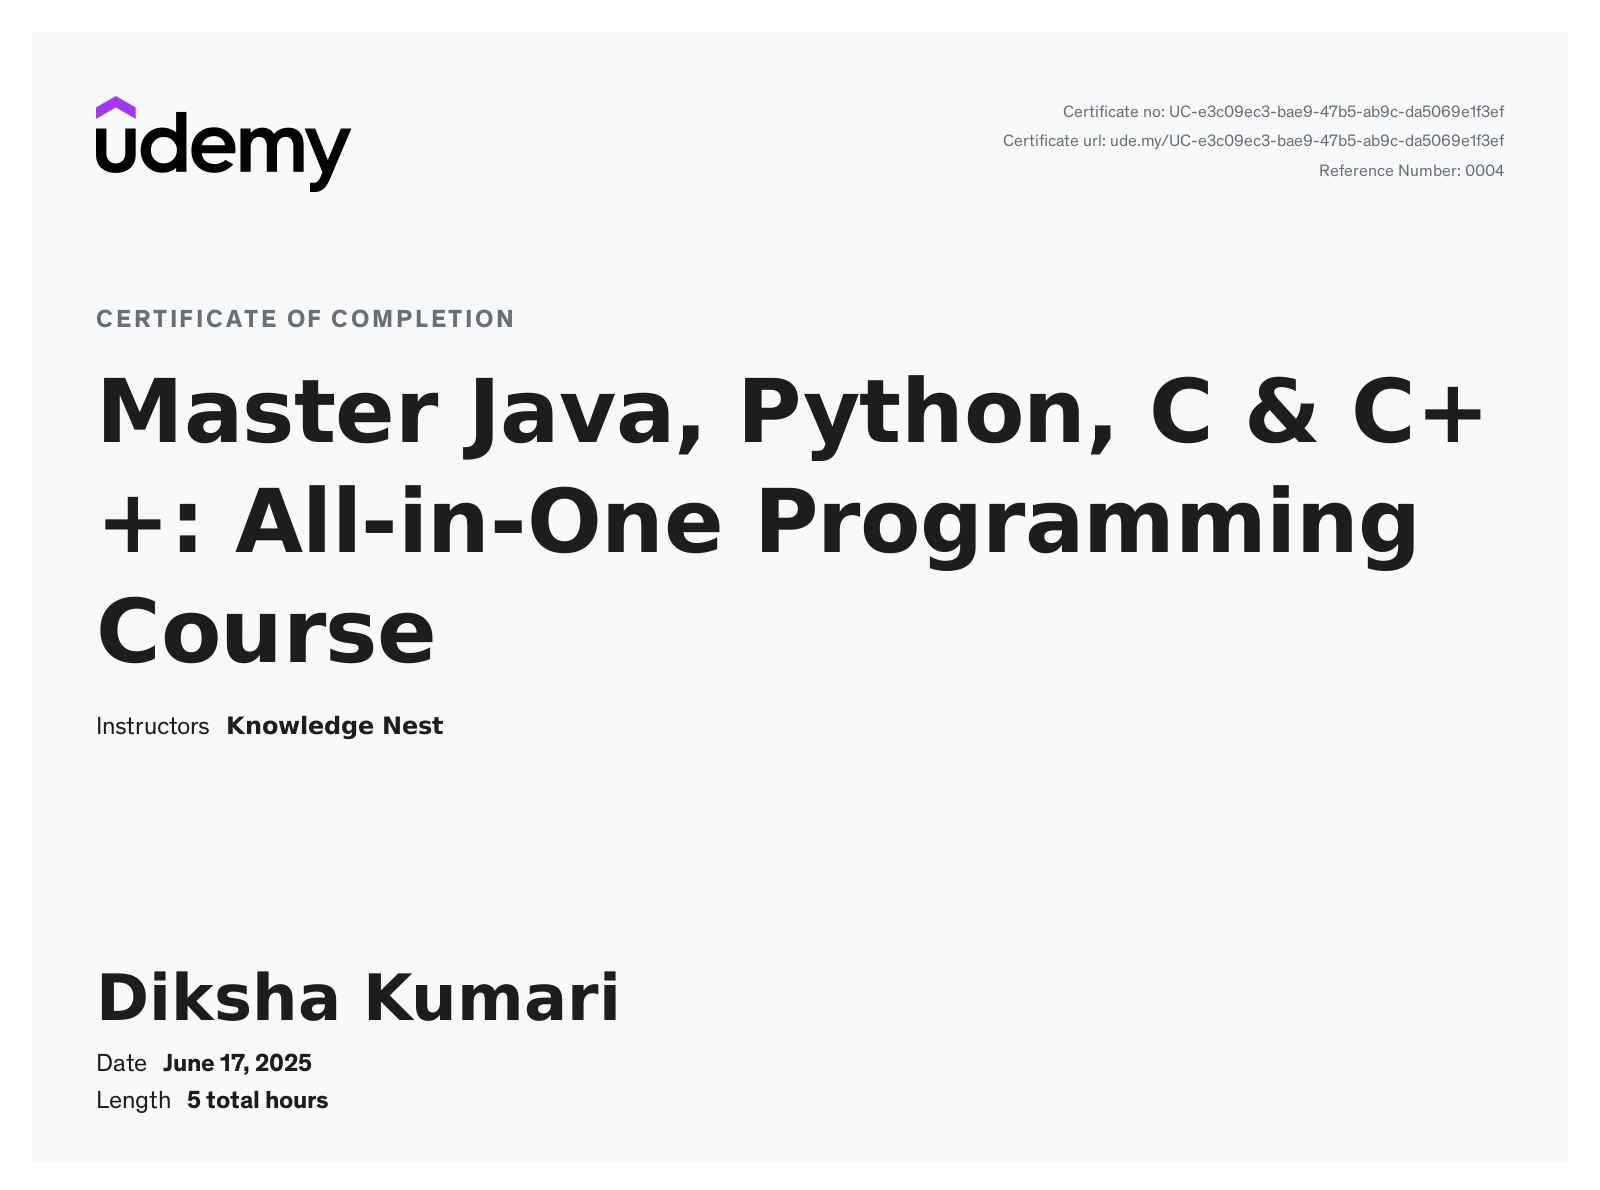 udemy
Certificate no: UC-e3c09ec3-bae9-47b5-ab9c-da5069e1f3ef
Certificate url: ude.my/UC-e3c09ec3-bae9-47b5-ab9c-da5069e1f3ef
Reference Number: 0004
CERTIFICATE OF COMPLETION
Master Java, Python, C & C+
+: All-in-One Programming
Course
Instructors Knowledge Nest
Diksha Kumari
Date June 17, 2025
Length 5 total hours